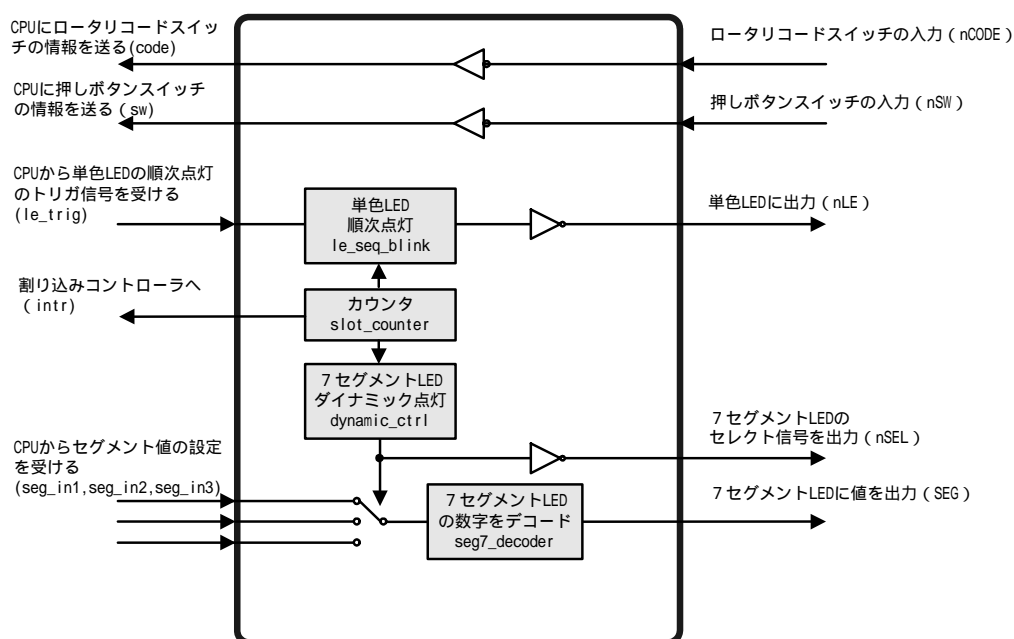 CPUにロータリコードスイッ
チの情報を送る(code)
ロータリコードスイッチの入力（nCODE）
CPUに押しボタンスイッチ
の情報を送る（sw)
押しボタンスイッチの入力（nSW）
CPUから単色LEDの順次点灯
のトリガ信号を受ける
(le_trig)
単色LED
順次点灯
le_seq_blink
単色LEDに出力（nLE）
割り込みコントローラへ
（intr)
カウンタ
slot_counter
７セグメントLED
ダイナミック点灯
dynamic_ctrl
７セグメントLEDの
セレクト信号を出力（nSEL）
CPUからセグメント値の設定
を受ける
(seg_in1,seg_in2,seg_in3)
７セグメントLED
の数字をデコード
seg7_decoder
７セグメントLEDに値を出力（SEG）